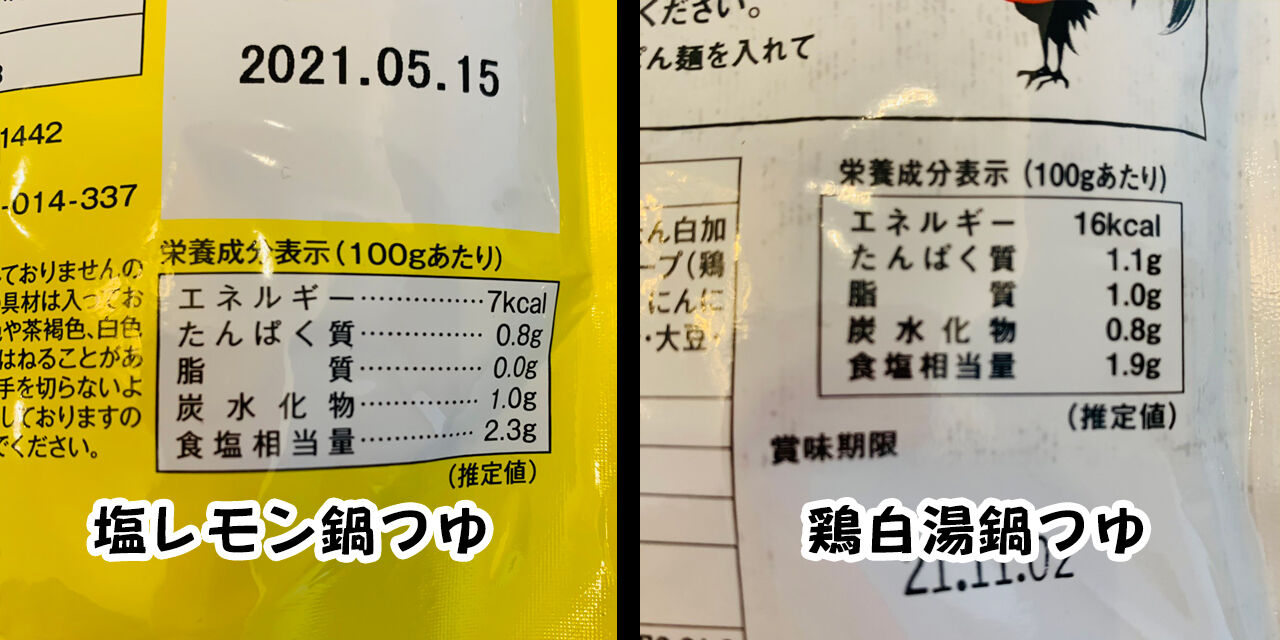 2021.05.15
1442
-014-337
ておりませんの
具材は入ってお
や茶褐色、白色
はねることがあ
手を切らないよ
しておりますの
でください。
栄養成分表示(100gあたり)
エネルギー……………7kcal
たんぱく質……………0.8g
脂質……………0.0g
炭水化物……………1.0g
食塩相当量……………2.3g
(推定値)
塩レモン鍋つゆ
ください。
ん麺を入れて
栄養成分表示(100gあたり)
エネルギー 16kcal
たんぱく質 1.1g
脂質 1.0g
炭水化物 0.8g
食塩相当量 1.9g
(推定値)
ん白加
ープ(鶏
にんに
・大豆・
賞味期限
21.11.02
鶏白湯鍋つゆ